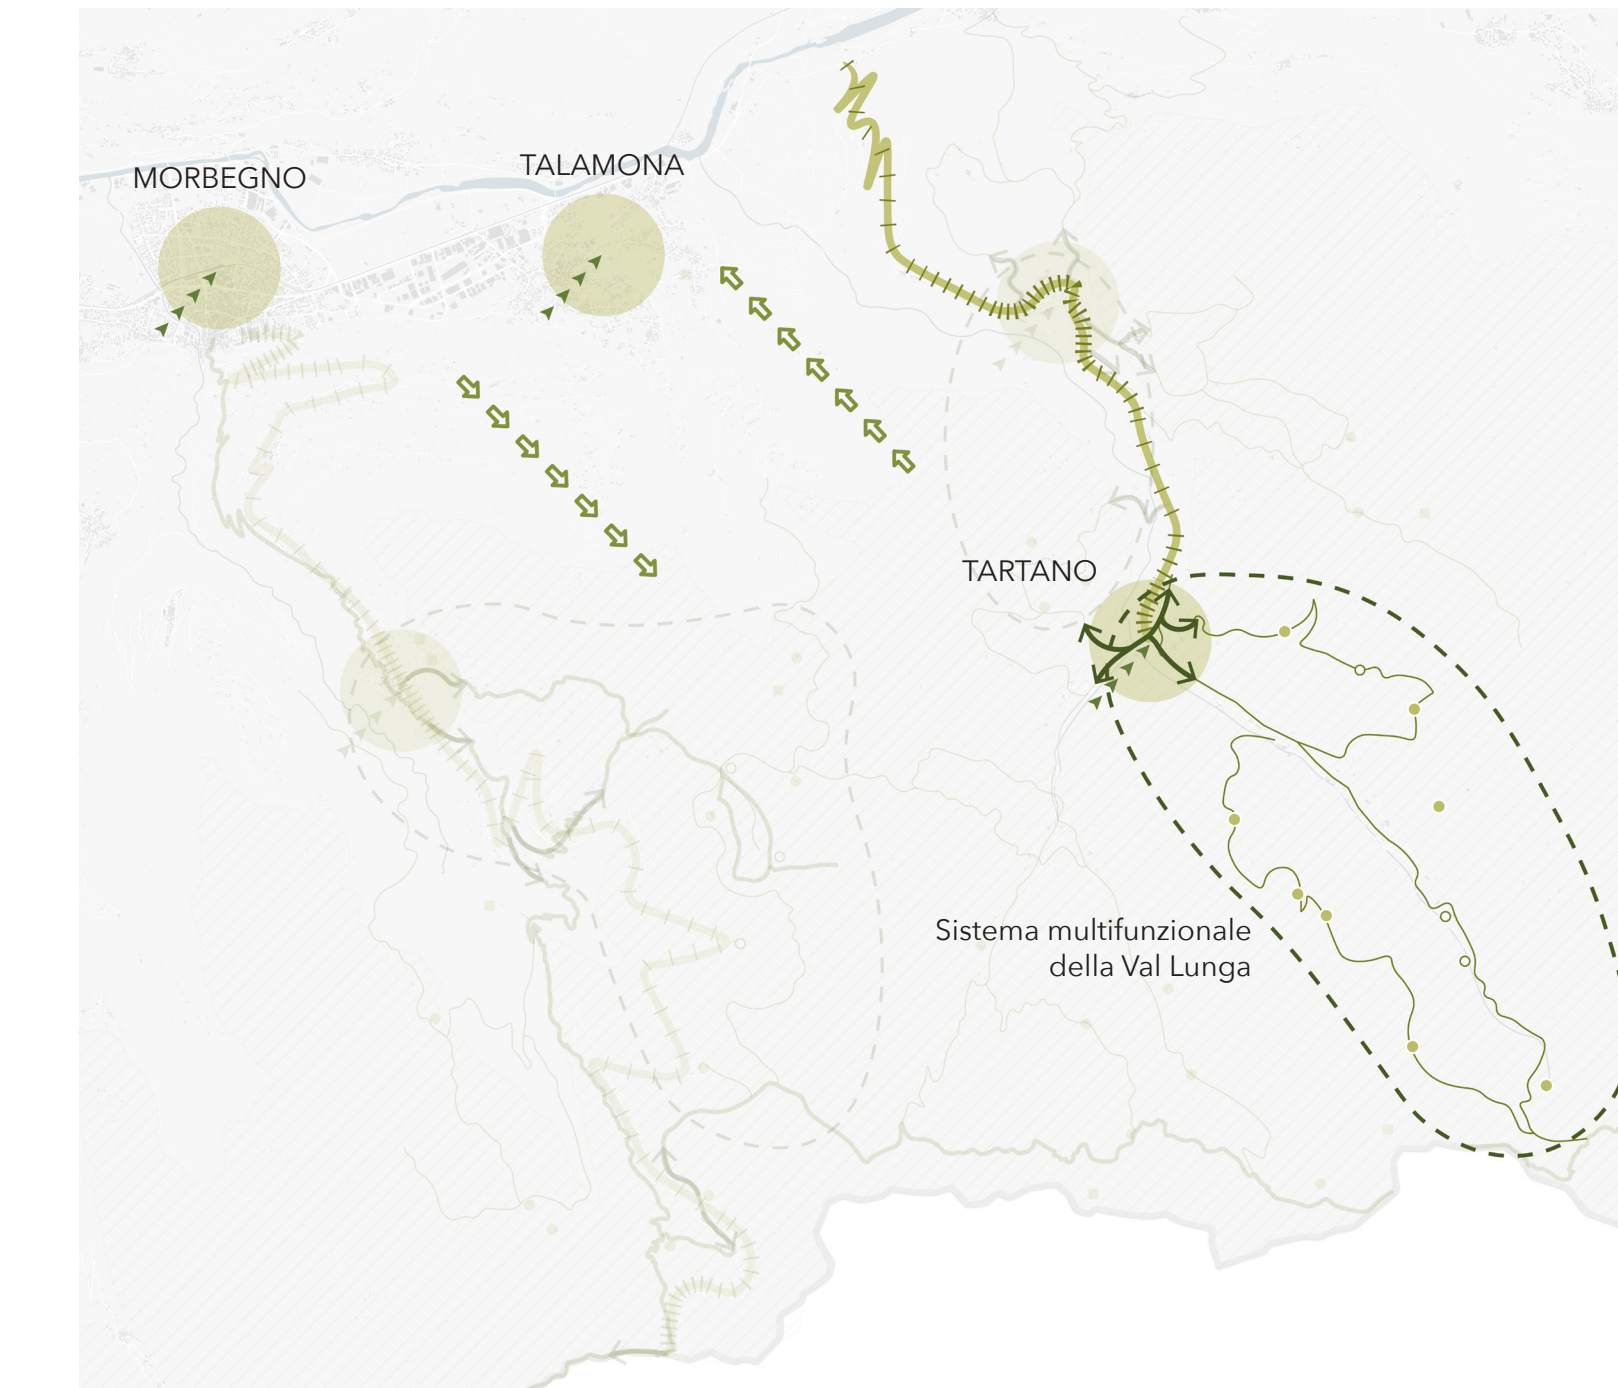 TALAMONA
MORBEGNO
TARTANO
Sistema multifunzionale
della Val Lunga